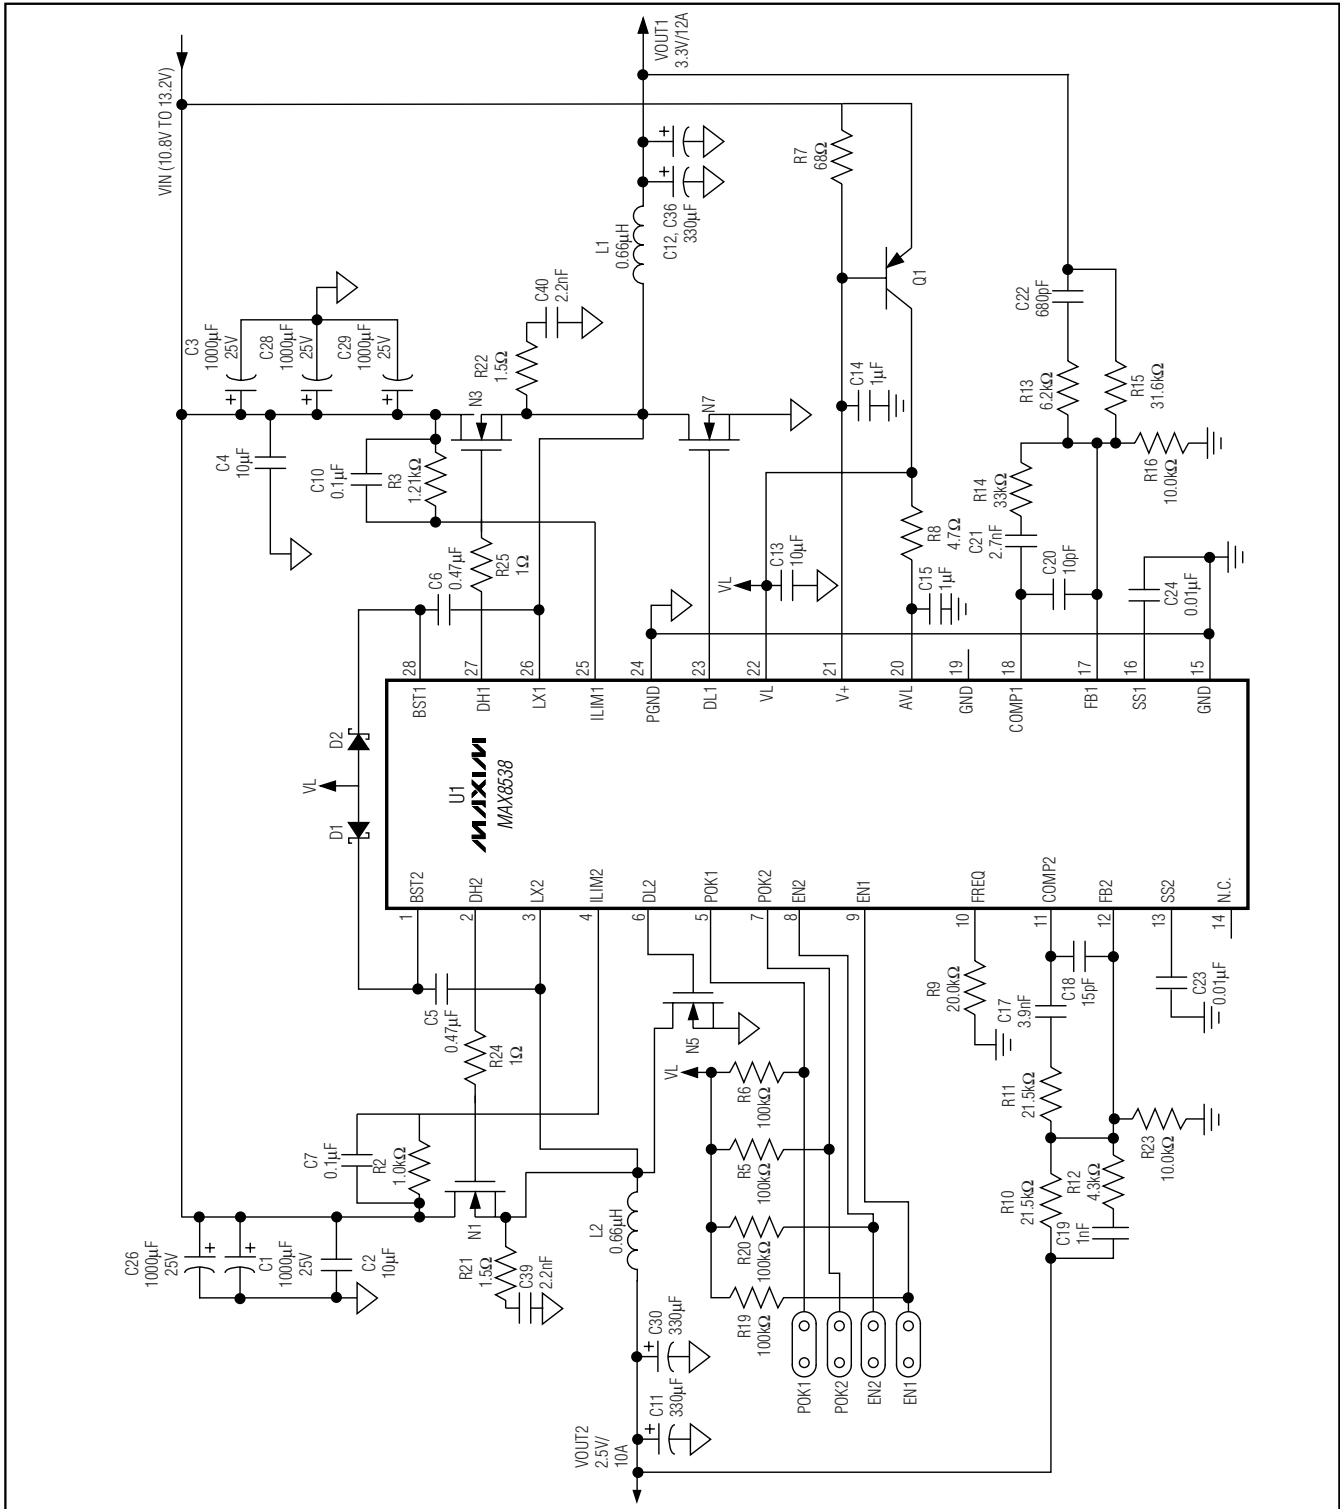 VIN (10.8V TO 13.2V)
VOUT1
3.3V/12A
C3
1000µF
25V
C28
1000µF
25V
C29
1000µF
25V
C4
10µF
C10
0.1µF
R3
1.21kΩ
N3
R22
1.5Ω
C40
2.2nF
L1
0.66µH
C12, C36
330µF
R7
68Ω
Q1
N7
C14
1µF
C6
0.47µF
R25
1Ω
VL
C13
10µF
R8
4.7Ω
C15
1µF
C22
680pF
R13
6.2kΩ
R15
31.6kΩ
R14
33kΩ
C21
2.7nF
R16
10.0kΩ
C20
10pF
C24
0.01µF
D2
VL
D1
28
27
26
25
24
23
22
21
20
19
18
17
16
15
BST1
DH1
LX1
ILIM1
PGND
DL1
VL
V+
AVL
GND
COMP1
FB1
SS1
GND
U1
MAXIM
MAX8538
BST2
DH2
LX2
ILIM2
DL2
POK1
POK2
EN2
EN1
FREQ
COMP2
FB2
SS2
N.C.
1
2
3
4
6
5
7
8
9
10
11
12
13
14
C5
0.47µF
R24
1Ω
N5
C7
0.1µF
R2
1.0kΩ
N1
C26
1000µF
25V
C1
1000µF
25V
C2
10µF
R21
1.5Ω
C39
2.2nF
L2
0.66µH
C30
330µF
C11
330µF
VOUT2
2.5V/
10A
VL
R6
100kΩ
R5
100kΩ
R20
100kΩ
R19
100kΩ
POK1
POK2
EN2
EN1
R9
20.0kΩ
C17
3.9nF
C18
15pF
C23
0.01µF
R11
21.5kΩ
R10
21.5kΩ
R12
4.3kΩ
C19
1nF
R23
10.0kΩ